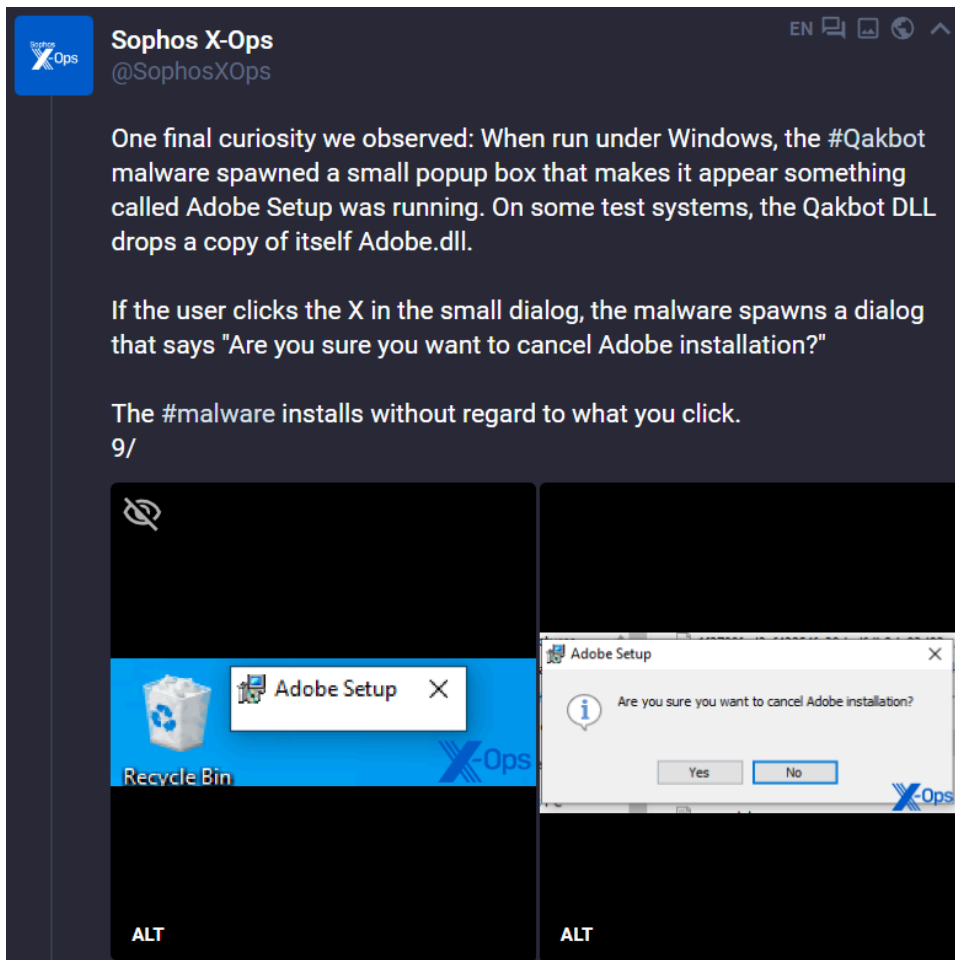 Sophos
X-Ops
Sophos X-Ops
EN
@SophosXOps
One final curiosity we observed: When run under Windows, the #Qakbot
malware spawned a small popup box that makes it appear something
called Adobe Setup was running. On some test systems, the Qakbot DLL
drops a copy of itself Adobe.dll.
If the user clicks the X in the small dialog, the malware spawns a dialog
that says "Are you sure you want to cancel Adobe installation?"
The #malware installs without regard to what you click.
9/
Adobe Setup
Recycle Bin
X-Ops
ALT
Adobe Setup
Are you sure you want to cancel Adobe installation?
Yes
No
X-Ops
ALT